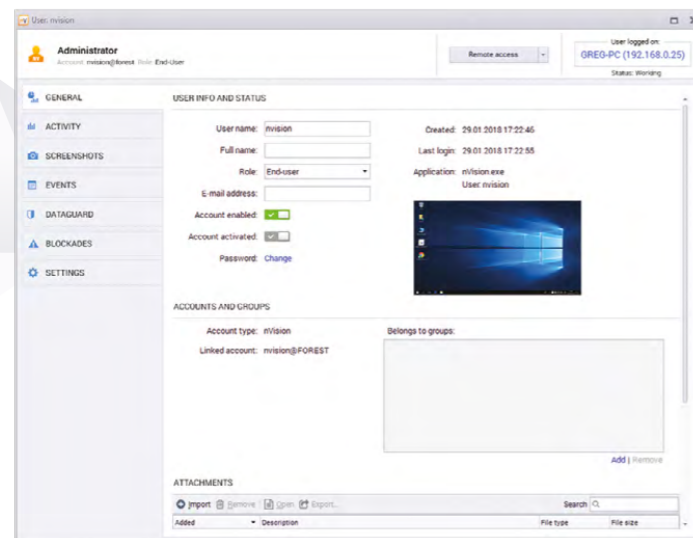 User: nvision
Administrator
Account: nvision@forest Role: End-User
Remote access
User logged on:
GREG-PC (192.168.0.25)
Status: Working
GENERAL
ACTIVITY
SCREENSHOTS
EVENTS
DATAGUARD
BLOCKADES
SETTINGS
USER INFO AND STATUS
User name: nvision
Full name:
Role: End-user
E-mail address:
Account enabled:
Account activated:
Password: Change
Created: 29.01.2018 17:22:46
Last login: 29.01.2018 17:22:55
Application: nVision.exe
User: nvision
ACCOUNTS AND GROUPS
Account type: nVision
Linked account: nvision@FOREST
Belongs to groups:
Add | Remove
ATTACHMENTS
Import Remove Open Export... Search
Added Description File type File size